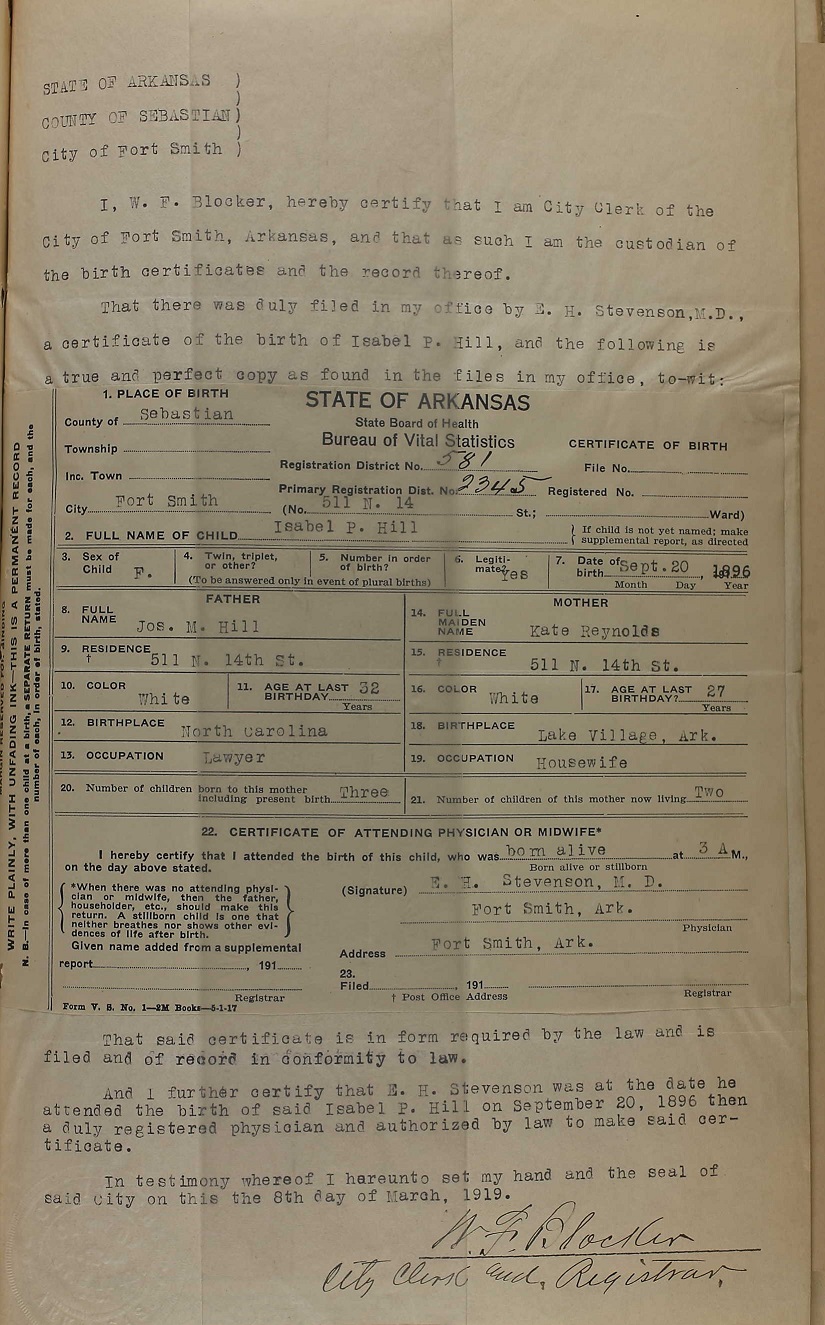 STATE OF ARKANSAS )
)
COUNTY OF SEBASTIAN)
)
City of Fort Smith )
I, W. F. Blocker, hereby certify that I am City Clerk of the
City of Fort Smith, Arkansas, and that as such I am the custodian of
the birth certificates and the record thereof.
That there was duly filed in my office by E. H. Stevenson,M.D.,
a certificate of the birth of Isabel P. Hill, and the following is
a true and perfect copy as found in the files in my office, to-wit:
WRITE PLAINLY, WITH UNFADING INK—THIS IS A PERMANENT RECORD
N. B.—In case of more than one child at a birth, a SEPARATE RETURN must be made for each, and the
number of each, in order of birth, stated.
1. PLACE OF BIRTH
County of Sebastian
Township
Inc. Town
City Fort Smith
STATE OF ARKANSAS
State Board of Health
Bureau of Vital Statistics
CERTIFICATE OF BIRTH
Registration District No. 581
File No.
Primary Registration Dist. No. 2345
Registered No.
(No. 511 N. 14 St.; Ward)
2. FULL NAME OF CHILD Isabel P. Hill
If child is not yet named; make
supplemental report, as directed
3. Sex of
Child F.
4. Twin, triplet,
or other?
5. Number in order
of birth?
(To be answered only in event of plural births)
6. Legiti-
mate? Yes
7. Date of
birth Sept. 20, 1896
Month Day Year
FATHER
8. FULL
NAME Jos. M. Hill
9. RESIDENCE
† 511 N. 14th St.
10. COLOR White
11. AGE AT LAST
BIRTHDAY 32
Years
12. BIRTHPLACE North Carolina
13. OCCUPATION Lawyer
MOTHER
14. FULL
MAIDEN
NAME Kate Reynolds
15. RESIDENCE
† 511 N. 14th St.
16. COLOR White
17. AGE AT LAST
BIRTHDAY? 27
Years
18. BIRTHPLACE Lake Village, Ark.
19. OCCUPATION Housewife
20. Number of children born to this mother
including present birth Three
21. Number of children of this mother now living Two
22. CERTIFICATE OF ATTENDING PHYSICIAN OR MIDWIFE*
I hereby certify that I attended the birth of this child, who was born alive at 3 A M.,
on the day above stated. Born alive or stillborn
*When there was no attending physi-
cian or midwife, then the father,
householder, etc., should make this
return. A stillborn child is one that
neither breathes nor shows other evi-
dences of life after birth.
(Signature) E. H. Stevenson, M. D.
Fort Smith, Ark.
Physician
Given name added from a supplemental
report , 191
Registrar
Address Fort Smith, Ark.
23.
Filed , 191
† Post Office Address Registrar
Form V. S. No. 1—2M Books—5-1-17
That said certificate is in form required by the law and is
filed and of record in conformity to law.
And I further certify that E. H. Stevenson was at the date he
attended the birth of said Isabel P. Hill on September 20, 1896 then
a duly registered physician and authorized by law to make said cer-
tificate.
In testimony whereof I hereunto set my hand and the seal of
said city on this the 8th day of March, 1919.
W. F. Blocker
City Clerk and, Registrar,